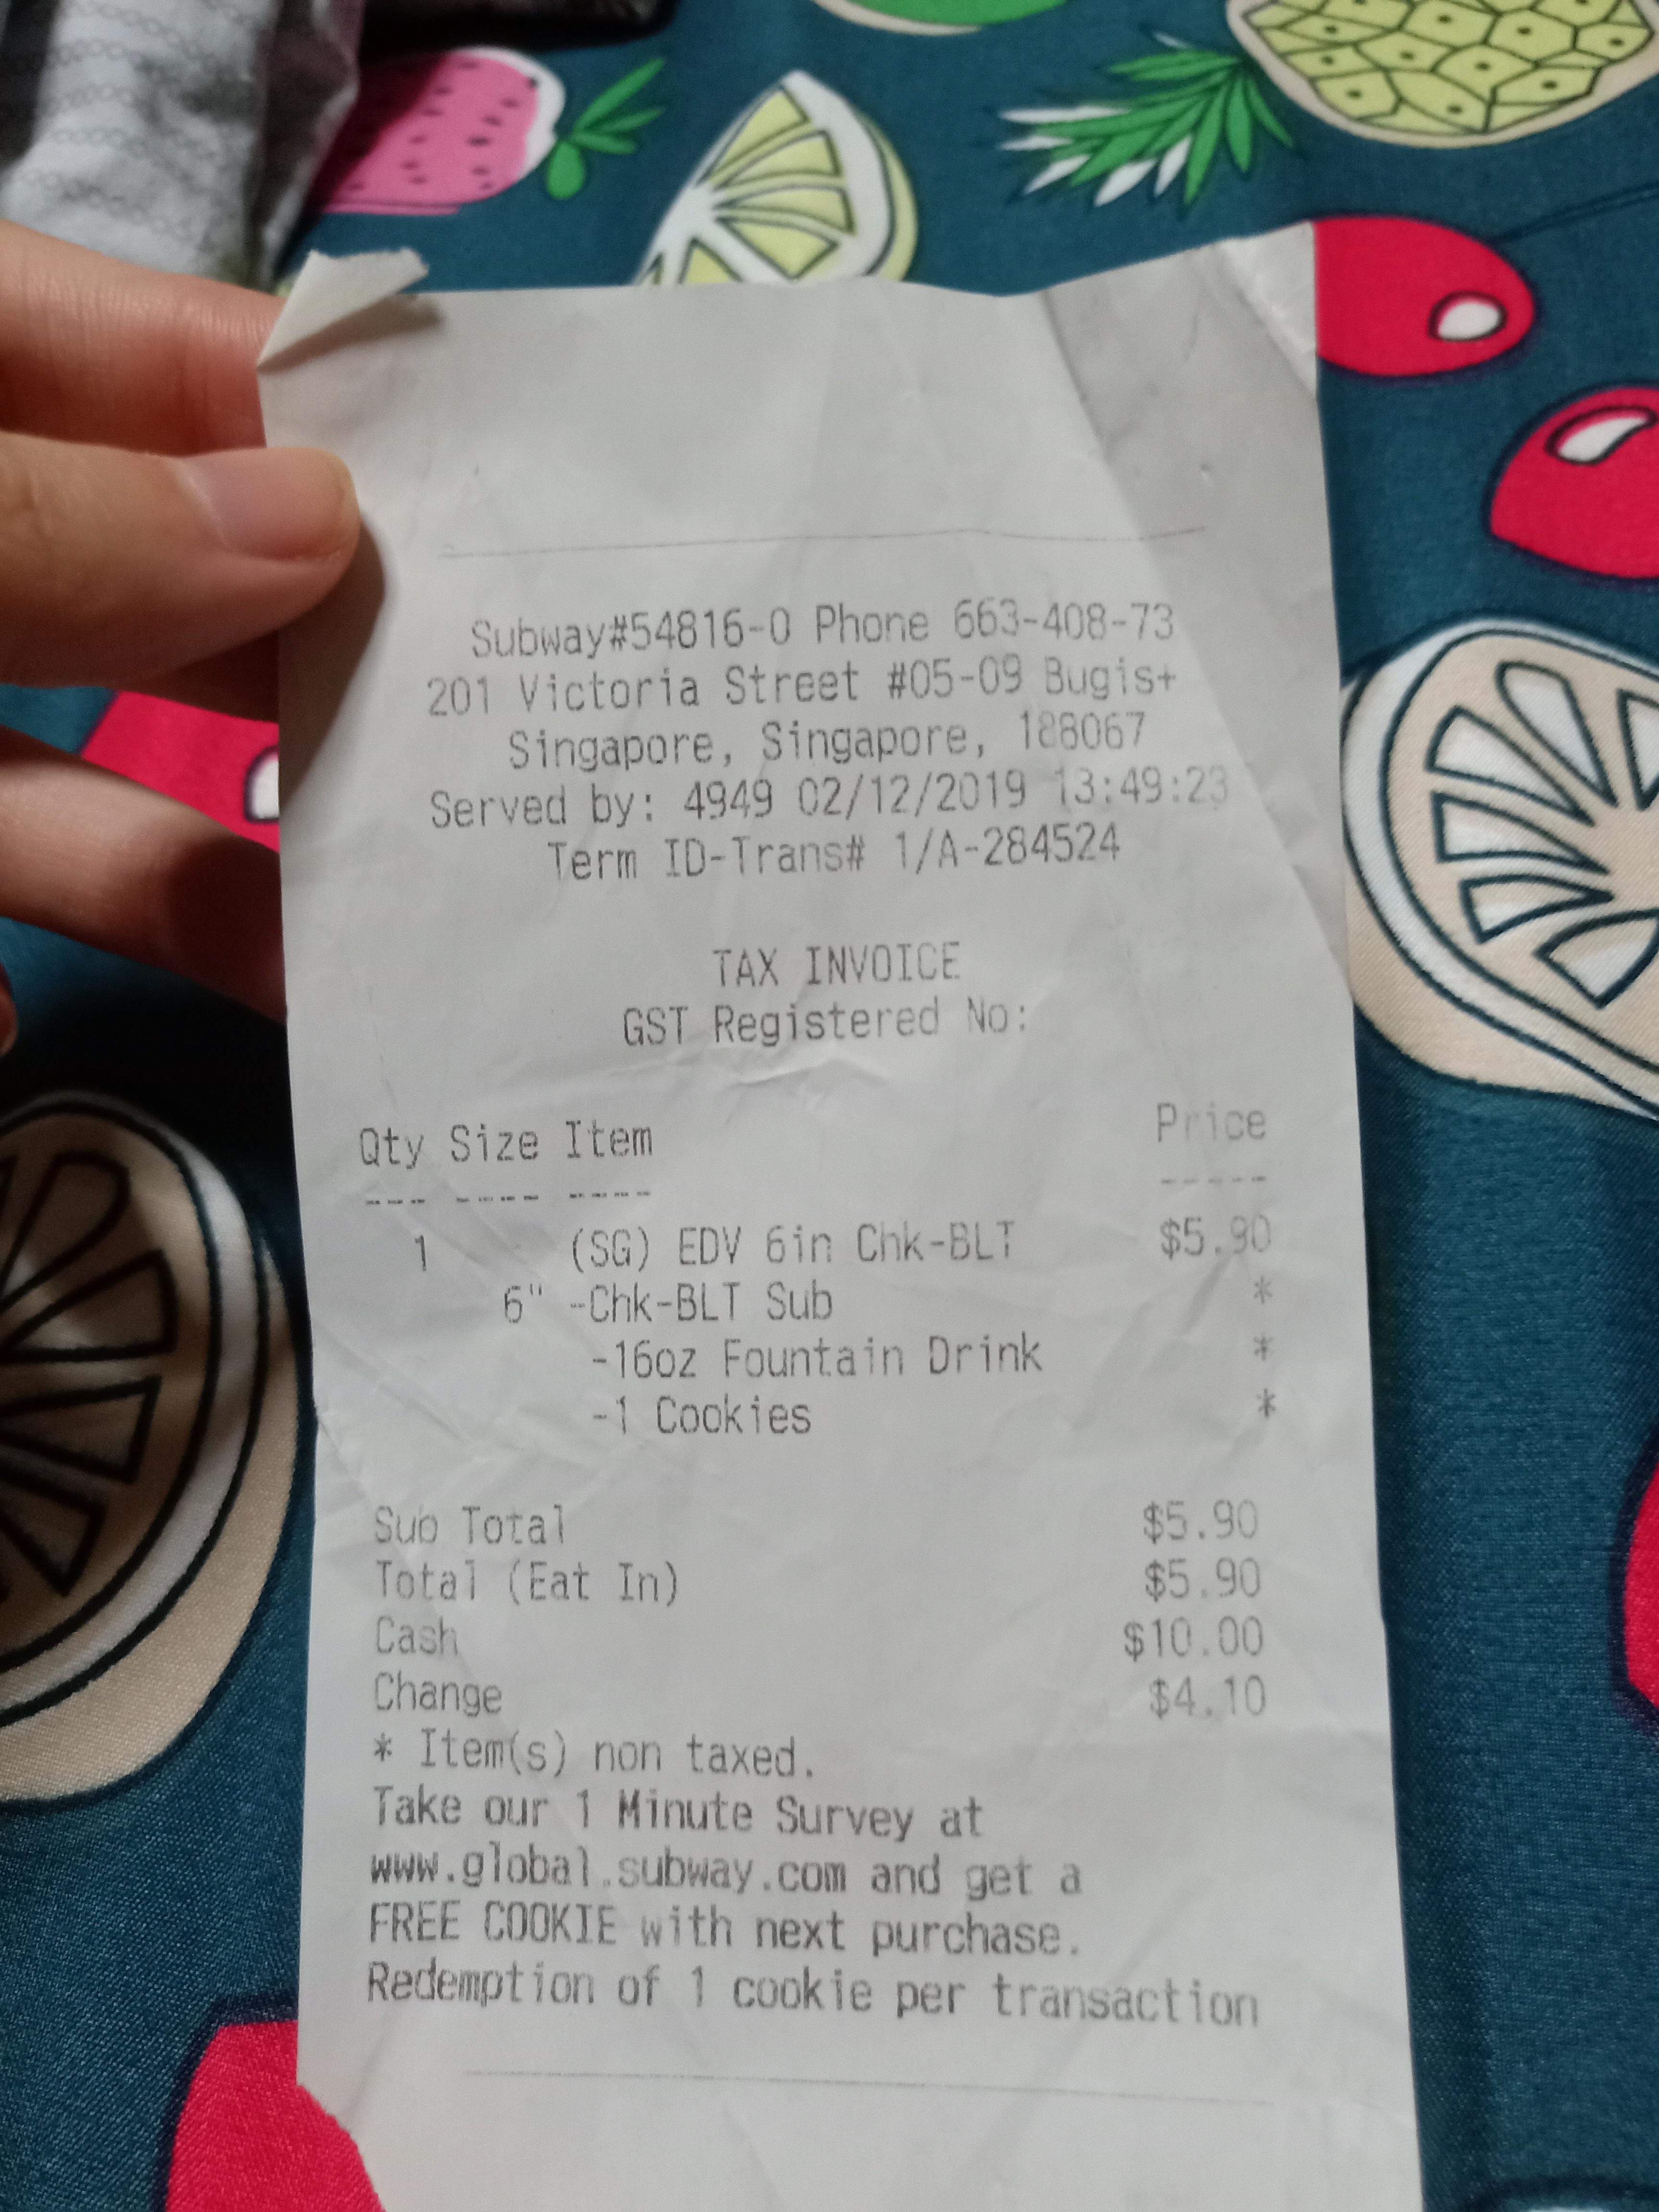 Subway#54816-0 Phone 663-408-73
201 Victoria Street #05-09 Bugis+
Singapore, Singapore, 188067
Served by: 4949 02/12/2019 13:49:23
Term ID-Trans# 1/A-284524
TAX INVOICE
GST Registered No:
Qty Size Item Price
--- ---- ---- -----
1 (SG) EDV 6in Chk-BLT $5.90
6" -Chk-BLT Sub *
-16oz Fountain Drink *
-1 Cookies *
Sub Total $5.90
Total (Eat In) $5.90
Cash $10.00
Change $4.10
* Item(s) non taxed.
Take our 1 Minute Survey at
www.global.subway.com and get a
FREE COOKIE with next purchase.
Redemption of 1 cookie per transaction